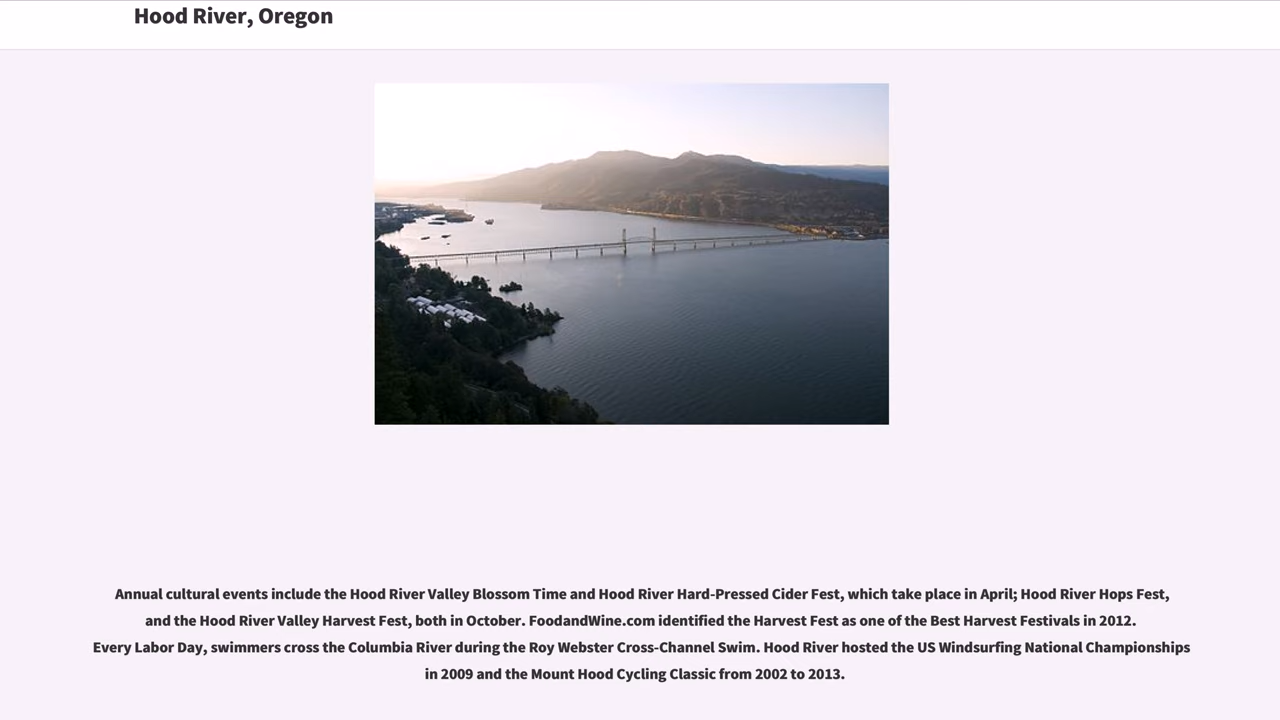 Hood River, Oregon
Annual cultural events include the Hood River Valley Blossom Time and Hood River Hard-Pressed Cider Fest, which take place in April; Hood River Hops Fest,
and the Hood River Valley Harvest Fest, both in October. FoodandWine.com identified the Harvest Fest as one of the Best Harvest Festivals in 2012.
Every Labor Day, swimmers cross the Columbia River during the Roy Webster Cross-Channel Swim. Hood River hosted the US Windsurfing National Championships
in 2009 and the Mount Hood Cycling Classic from 2002 to 2013.